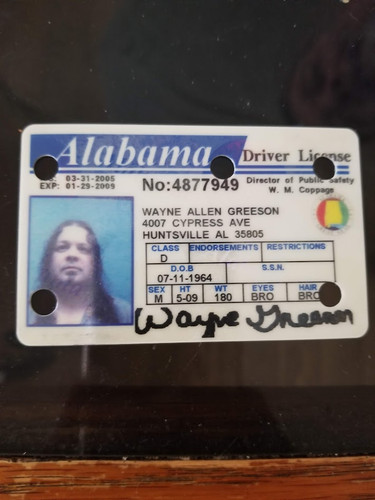 Alabama Driver License
03-31-2005
EXP: 01-29-2009
No:4877949
Director of Public Safety
W. M. Coppage
WAYNE ALLEN GREESON
4007 CYPRESS AVE
HUNTSVILLE AL 35805
CLASS ENDORSEMENTS RESTRICTIONS
D
D.O.B S.S.N.
07-11-1964
SEX HT WT EYES HAIR
M 5-09 180 BRO BRO
Wayne Greeson